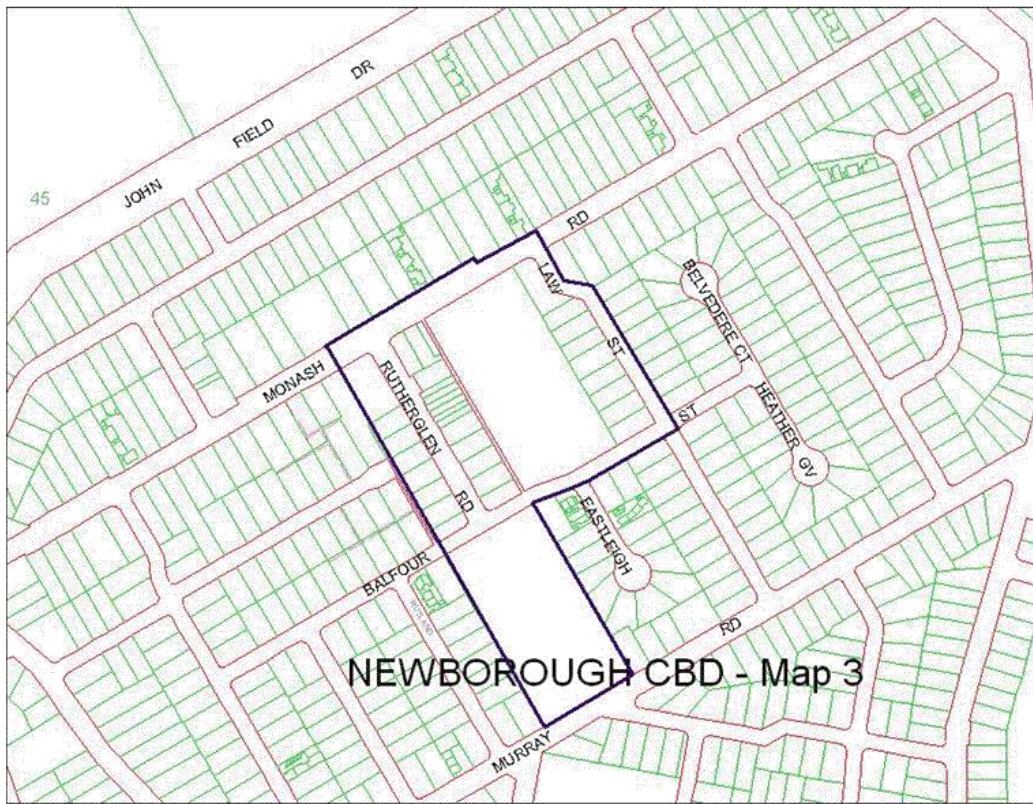 JOHN FIELD DR
45
MONASH RD
LAW ST
BELVEDERE CT
RUTHERGLEN RD
HEATHER GV
BALFOUR ST
EASTLEIGH
RUTLAND
MURRAY RD
NEWBOROUGH CBD - Map 3